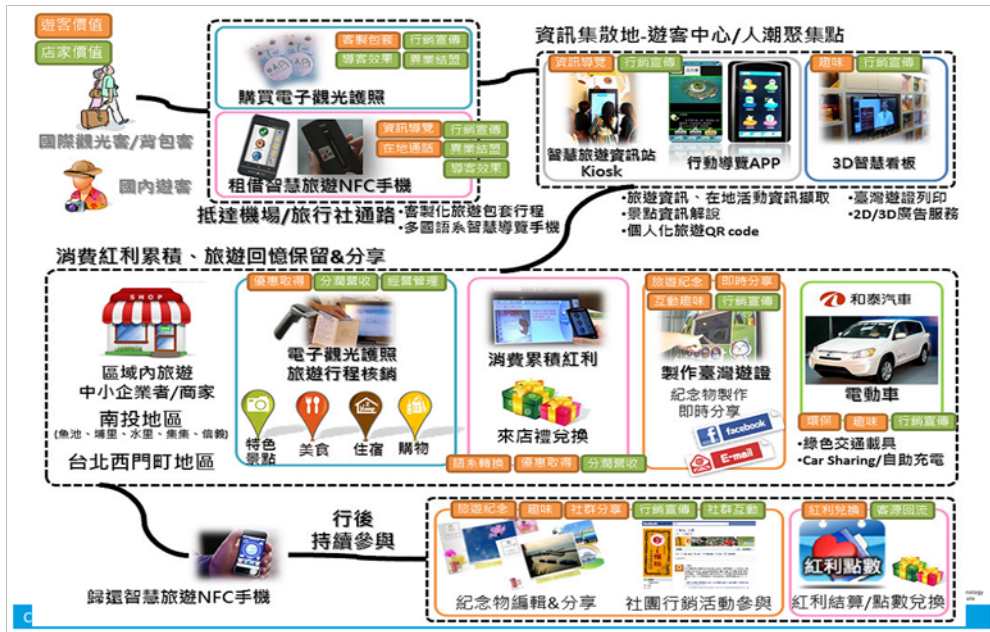 遊客價值
店家價值
國際觀光客/背包客
國內遊客
客製包套 行銷宣傳
導客效果 異業結盟
購買電子觀光護照
資訊導覽 行銷宣傳
在地通話 異業結盟
導客效果
租借智慧旅遊NFC手機
抵達機場/旅行社通路
•客製化旅遊包套行程
•多國語系智慧導覽手機
資訊集散地-遊客中心/人潮聚集點
資訊導覽 行銷宣傳
智慧旅遊資訊站
Kiosk
行動導覽APP
趣味 行銷宣傳
3D智慧看板
•旅遊資訊、在地活動資訊擷取
•景點資訊解說
•個人化旅遊QR code
•臺灣遊證列印
•2D/3D廣告服務
消費紅利累積、旅遊回憶保留&分享
SHOP
區域內旅遊
中小企業者/商家
南投地區
(魚池、埔里、水里、集集、信義)
台北西門町地區
優惠取得 分潤營收 經營管理
電子觀光護照
旅遊行程核銷
特色
景點
美食
住宿
購物
消費累積紅利
來店禮兌換
語系轉換 優惠取得 分潤營收
旅遊紀念 即時分享
互動趣味 行銷宣傳
製作臺灣遊證
紀念物製作
即時分享
facebook
E-mail
和泰汽車
電動車
環保 趣味 行銷宣傳
•綠色交通載具
•Car Sharing/自助充電
歸還智慧旅遊NFC手機
行後
持續參與
旅遊紀念 趣味 社群分享 行銷宣傳 社群互動
紀念物編輯&分享
facebook
社團行銷活動參與
紅利兌換 客源回流
紅利點數
紅利結算/點數兌換